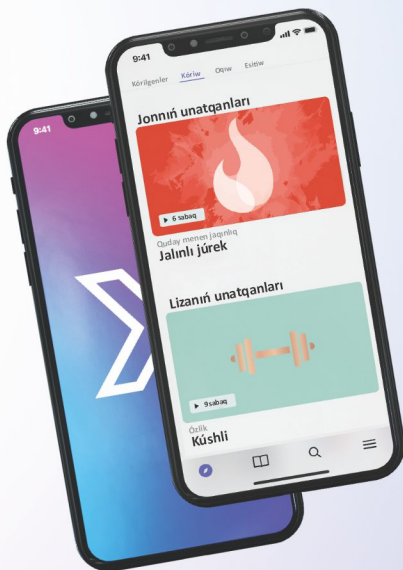 9:41
9:41
Kórilgenler Kóriw Oqıw Esitiw
Jonnıń unatqanları
6 sabaq
Quday menen jaqınlıq
Jalınlı júrek
Lizanıń unatqanları
9 sabaq
Ózlik
Kúshli